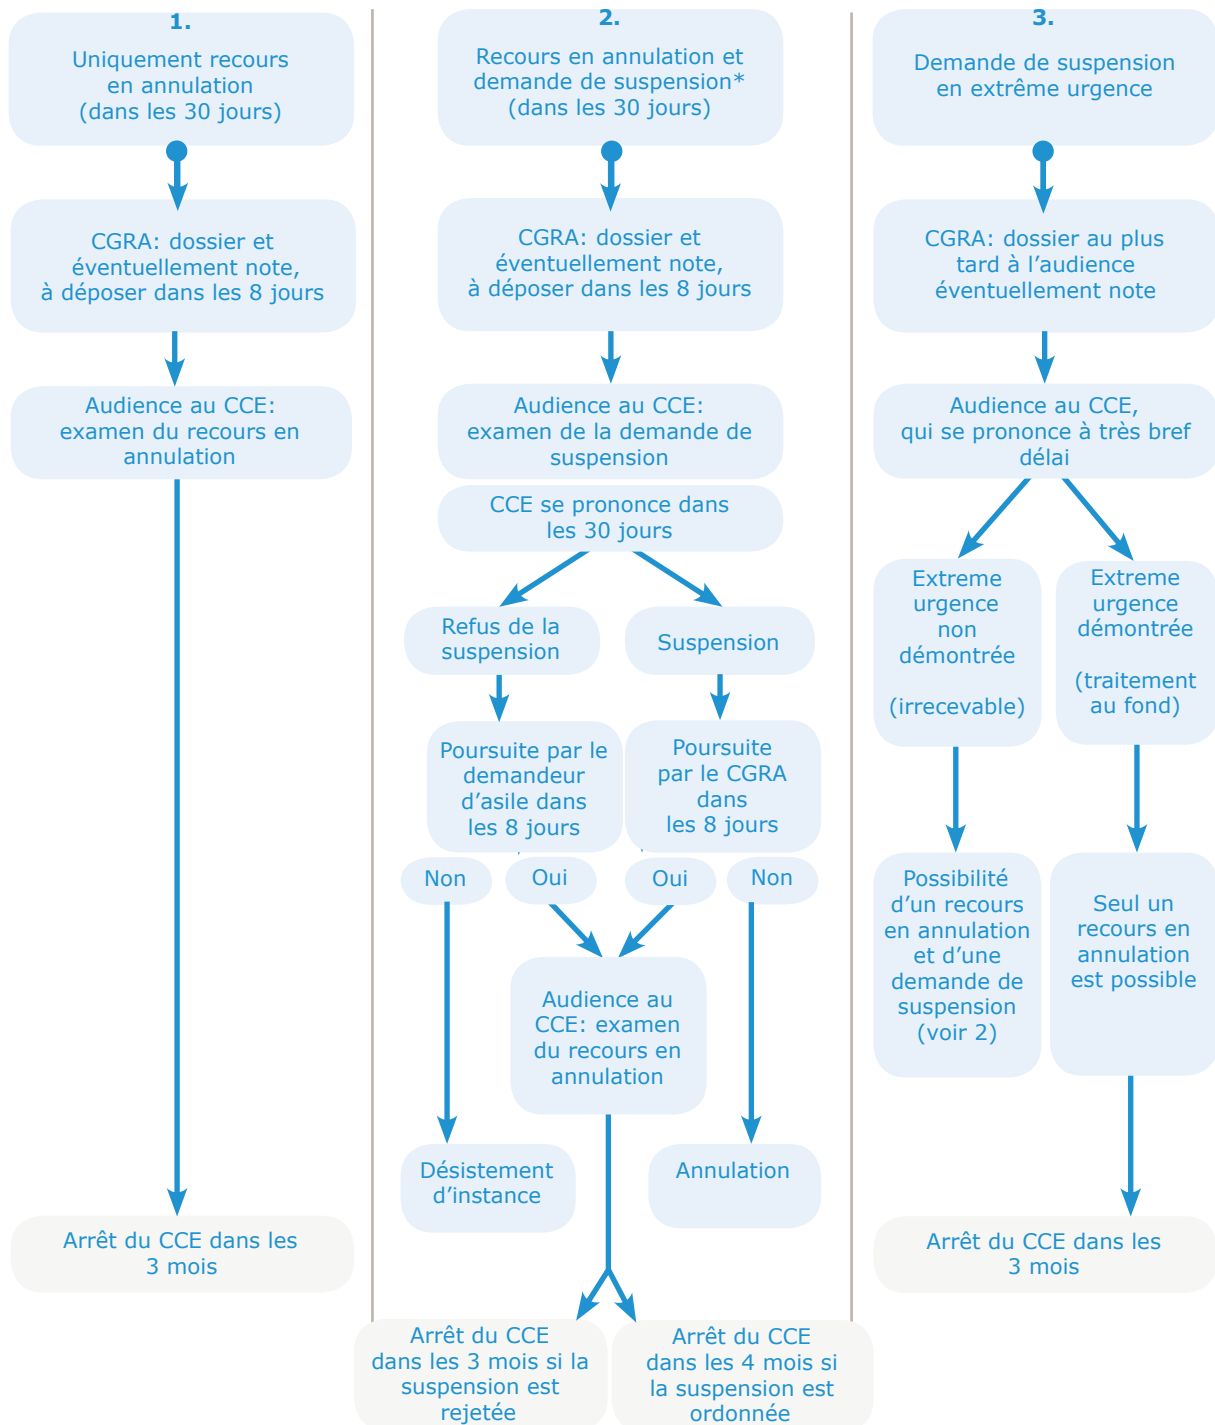 1.
Uniquement recours
en annulation
(dans les 30 jours)
CGRA: dossier et
éventuellement note,
à déposer dans les 8 jours
Audience au CCE:
examen du recours en
annulation
Arrêt du CCE dans les
3 mois
2.
Recours en annulation et
demande de suspension*
(dans les 30 jours)
CGRA: dossier et
éventuellement note,
à déposer dans les 8 jours
Audience au CCE:
examen de la demande de
suspension
CCE se prononce dans
les 30 jours
Refus de la
suspension
Suspension
Poursuite par le
demandeur
d’asile dans
les 8 jours
Poursuite
par le CGRA
dans
les 8 jours
Non
Oui
Oui
Non
Audience au
CCE: examen
du recours en
annulation
Désistement
d’instance
Annulation
Arrêt du CCE
dans les 3 mois si la
suspension est
rejetée
Arrêt du CCE
dans les 4 mois si
la suspension est
ordonnée
3.
Demande de suspension
en extrême urgence
CGRA: dossier au plus
tard à l’audience
éventuellement note
Audience au CCE,
qui se prononce à très bref
délai
Extreme
urgence
non
démontrée
(irrecevable)
Extreme
urgence
démontrée
(traitement
au fond)
Possibilité
d’un recours
en annulation
et d’une
demande de
suspension
(voir 2)
Seul un
recours en
annulation
est possible
Arrêt du CCE dans les
3 mois